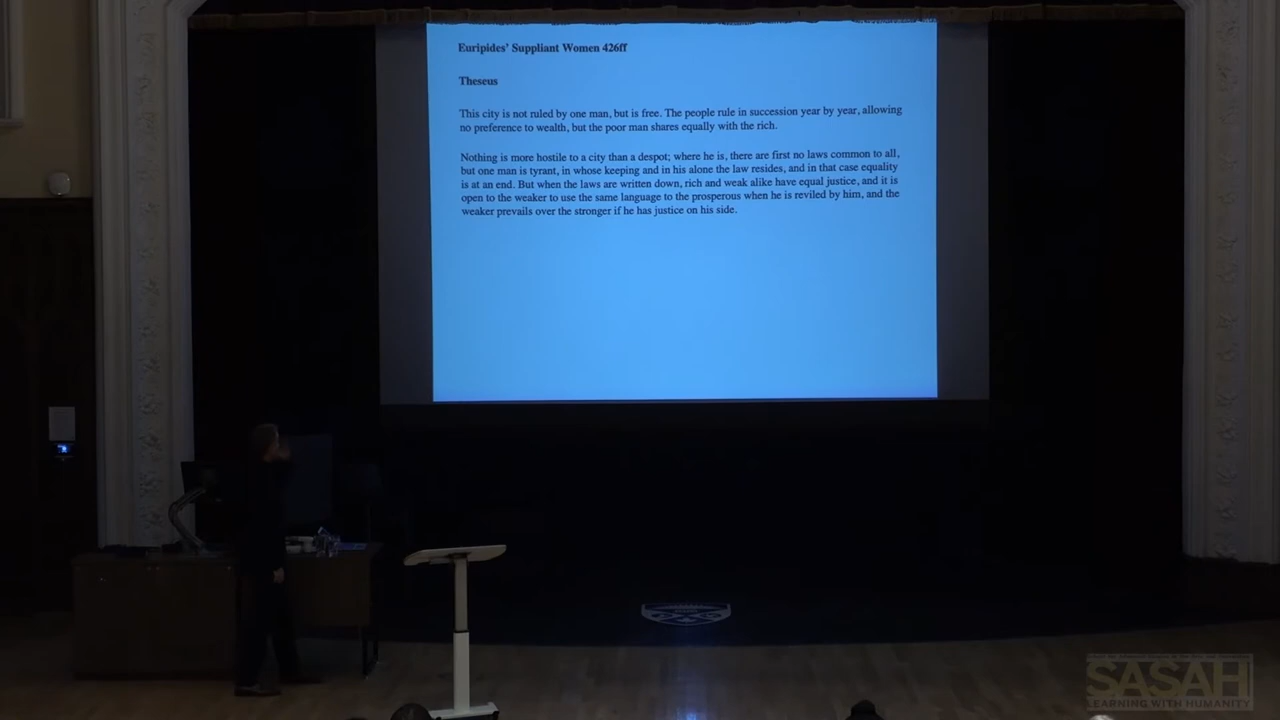 Euripides' Suppliant Women 426ff
Theseus
This city is not ruled by one man, but is free. The people rule in succession year by year, allowing
no preference to wealth, but the poor man shares equally with the rich.
Nothing is more hostile to a city than a despot; where he is, there are first no laws common to all,
but one man is tyrant, in whose keeping and in his alone the law resides, and in that case equality
is at an end. But when the laws are written down, rich and weak alike have equal justice, and it is
open to the weaker to use the same language to the prosperous when he is reviled by him, and the
weaker prevails over the stronger if he has justice on his side.
SASAH
LEARNING WITH HUMANITY